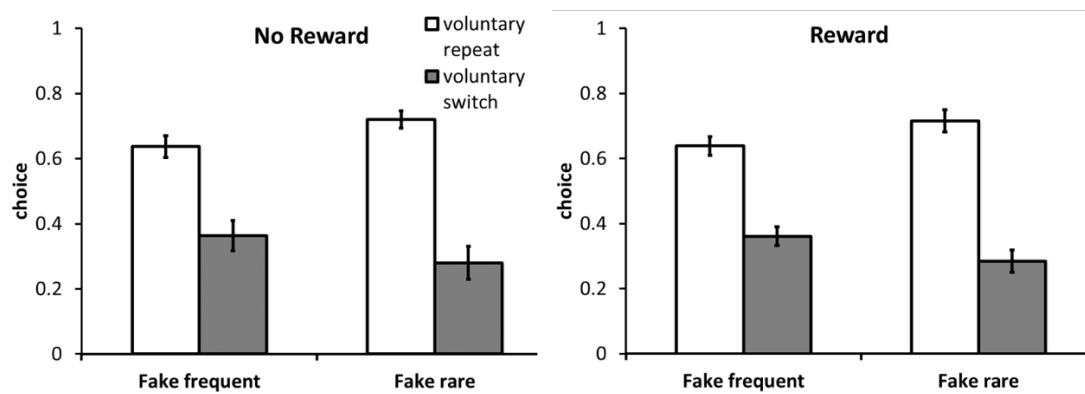 No Reward
voluntary
repeat
voluntary
switch
1
0.8
0.6
0.4
0.2
0
choice
Fake frequent
Fake rare
Reward
1
0.8
0.6
0.4
0.2
0
choice
Fake frequent
Fake rare